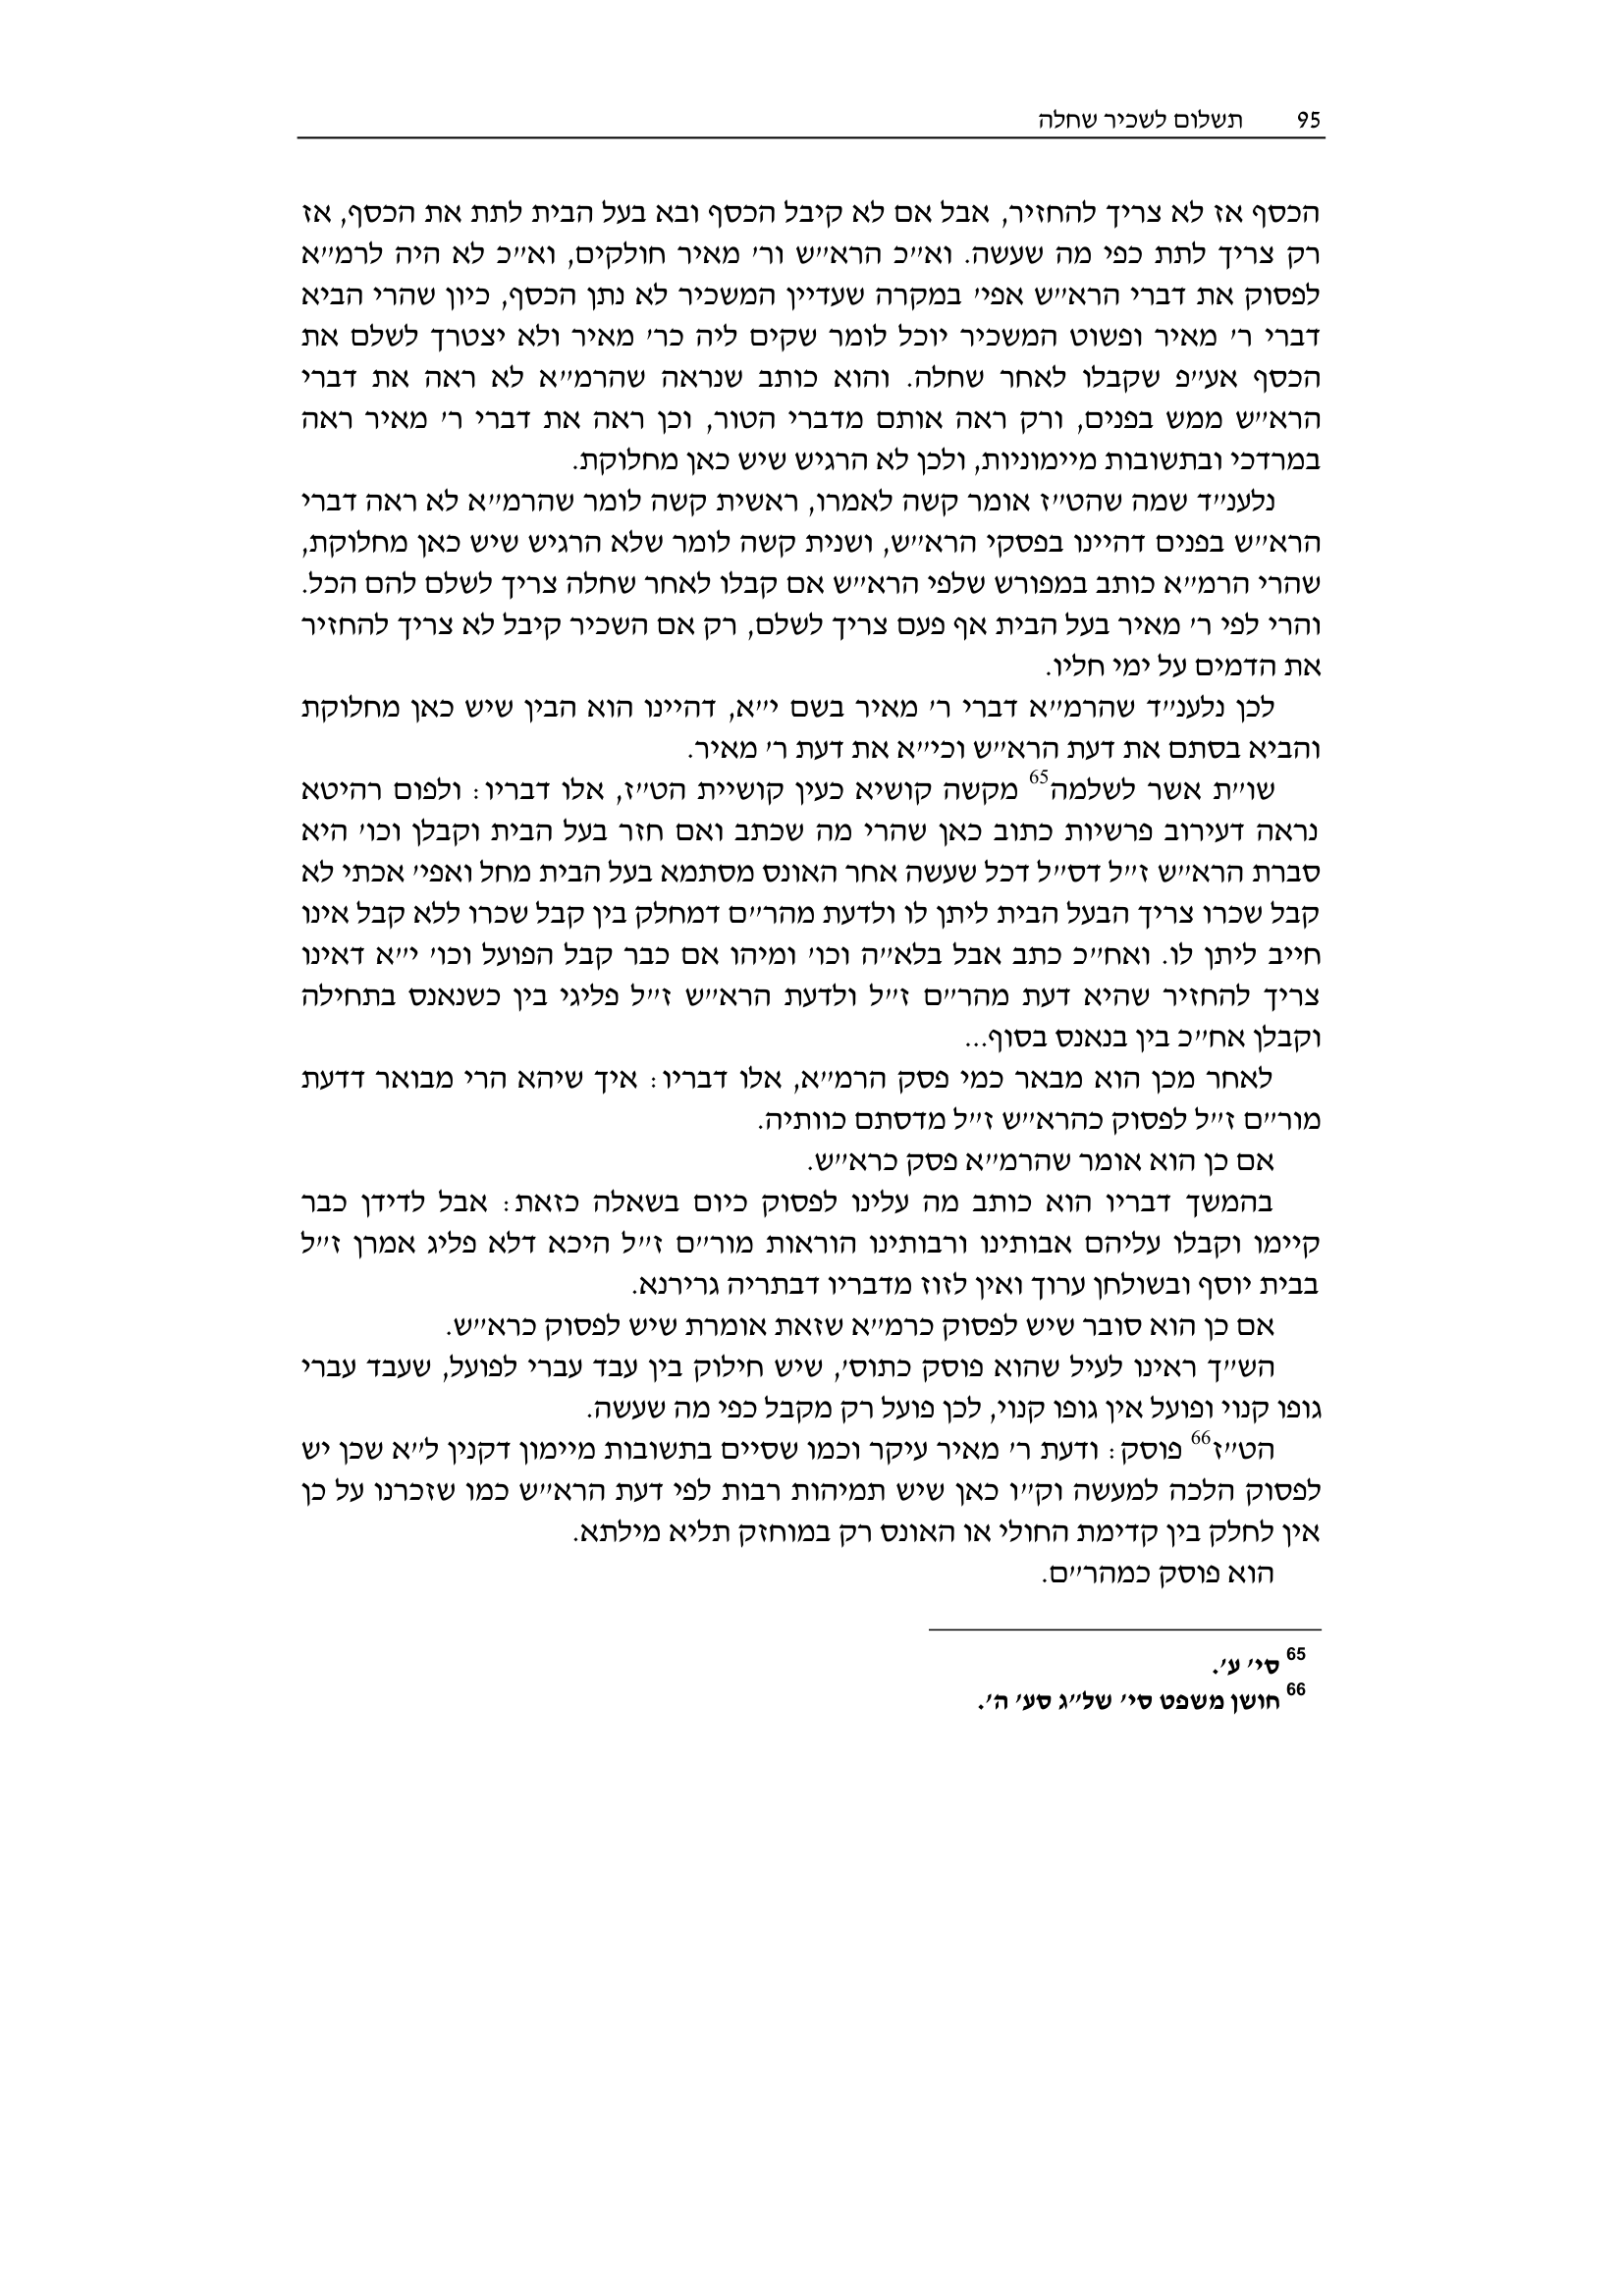 95 תשלום לשכיר שחלה
הכסף אז לא צריך להחזיר, אבל אם לא קיבל הכסף ובא בעל הבית לתת את הכסף, אז
רק צריך לתת כפי מה שעשה. וא״כ הרא״ש ור׳ מאיר חולקים, וא״כ לא היה לרמ״א
לפסוק את דברי הרא״ש אפי׳ במקרה שעדיין המשכיר לא נתן הכסף, כיון שהרי הביא
דברי ר׳ מאיר ופשוט המשכיר יוכל לומר שקים ליה כר׳ מאיר ולא יצטרך לשלם את
הכסף אע״פ שקבלו לאחר שחלה. והוא כותב שנראה שהרמ״א לא ראה את דברי
הרא״ש ממש בפנים, ורק ראה אותם מדברי הטור, וכן ראה את דברי ר׳ מאיר ראה
במרדכי ובתשובות מיימוניות, ולכן לא הרגיש שיש כאן מחלוקת.
נלענ״ד שמה שהט״ז אומר קשה לאמרו, ראשית קשה לומר שהרמ״א לא ראה דברי
הרא״ש בפנים דהיינו בפסקי הרא״ש, ושנית קשה לומר שלא הרגיש שיש כאן מחלוקת,
שהרי הרמ״א כותב במפורש שלפי הרא״ש אם קבלו לאחר שחלה צריך לשלם להם הכל.
והרי לפי ר׳ מאיר בעל הבית אף פעם צריך לשלם, רק אם השכיר קיבל לא צריך להחזיר
את הדמים על ימי חליו.
לכן נלענ״ד שהרמ״א דברי ר׳ מאיר בשם י״א, דהיינו הוא הבין שיש כאן מחלוקת
והביא בסתם את דעת הרא״ש וכי״א את דעת ר׳ מאיר.
שו״ת אשר לשלמה65 מקשה קושיא כעין קושיית הט״ז, אלו דבריו: ולפום רהיטא
נראה דעירוב פרשיות כתוב כאן שהרי מה שכתב ואם חזר בעל הבית וקבלן וכו׳ היא
סברת הרא״ש ז״ל דס״ל דכל שעשה אחר האונס מסתמא בעל הבית מחל ואפי׳ אכתי לא
קבל שכרו צריך הבעל הבית ליתן לו ולדעת מהר״ם דמחלק בין קבל שכרו ללא קבל אינו
חייב ליתן לו. ואח״כ כתב אבל בלא״ה וכו׳ ומיהו אם כבר קבל הפועל וכו׳ י״א דאינו
צריך להחזיר שהיא דעת מהר״ם ז״ל ולדעת הרא״ש ז״ל פליגי בין כשנאנס בתחילה
וקבלן אח״כ בין בנאנס בסוף...
לאחר מכן הוא מבאר כמי פסק הרמ״א, אלו דבריו: איך שיהא הרי מבואר דדעת
מור״ם ז״ל לפסוק כהרא״ש ז״ל מדסתם כוותיה.
אם כן הוא אומר שהרמ״א פסק כרא״ש.
בהמשך דבריו הוא כותב מה עלינו לפסוק כיום בשאלה כזאת: אבל לדידן כבר
קיימו וקבלו עליהם אבותינו ורבותינו הוראות מור״ם ז״ל היכא דלא פליג אמרן ז״ל
בבית יוסף ובשולחן ערוך ואין לזוז מדבריו דבתריה גרירנא.
אם כן הוא סובר שיש לפסוק כרמ״א שזאת אומרת שיש לפסוק כרא״ש.
הש״ך ראינו לעיל שהוא פוסק כתוס׳, שיש חילוק בין עבד עברי לפועל, שעבד עברי
גופו קנוי ופועל אין גופו קנוי, לכן פועל רק מקבל כפי מה שעשה.
הט״ז66 פוסק: ודעת ר׳ מאיר עיקר וכמו שסיים בתשובות מיימון דקנין ל״א שכן יש
לפסוק הלכה למעשה וק״ו כאן שיש תמיהות רבות לפי דעת הרא״ש כמו שזכרנו על כן
אין לחלק בין קדימת החולי או האונס רק במוחזק תליא מילתא.
הוא פוסק כמהר״ם.
65 סי׳ ע׳.
66 חושן משפט סי׳ של״ג סע׳ ה׳.